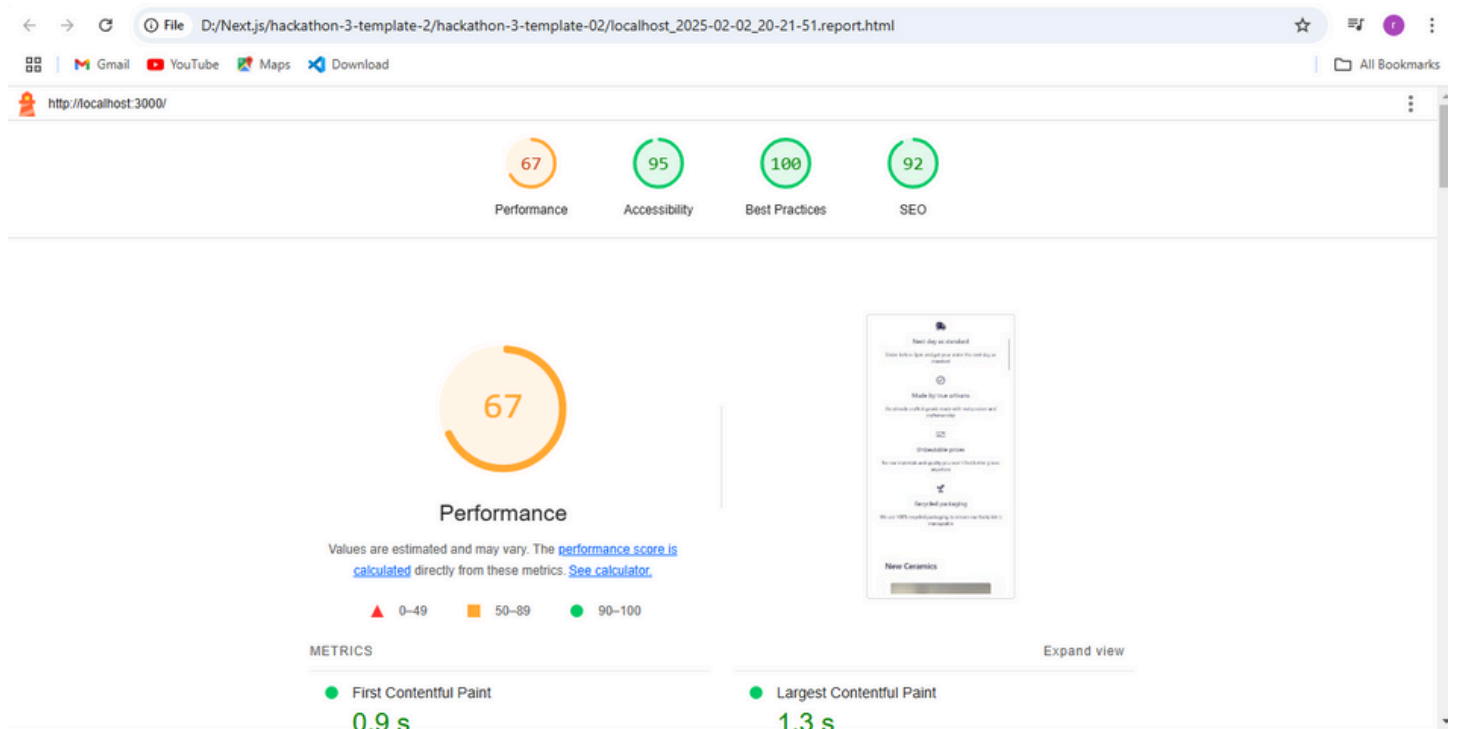 File D:/Next.js/hackathon-3-template-2/hackathon-3-template-02/localhost_2025-02-02_20-21-51.report.html
r
Gmail YouTube Maps Download All Bookmarks
http://localhost:3000/
67 95 100 92
Performance Accessibility Best Practices SEO
67
Performance
Values are estimated and may vary. The performance score is
calculated directly from these metrics. See calculator.
0–49 50–89 90–100
Next day as standard
Made by true artisans
Unbeatable prices
Recycled packaging
New Ceramics
METRICS Expand view
First Contentful Paint Largest Contentful Paint
0.9 s 1.3 s